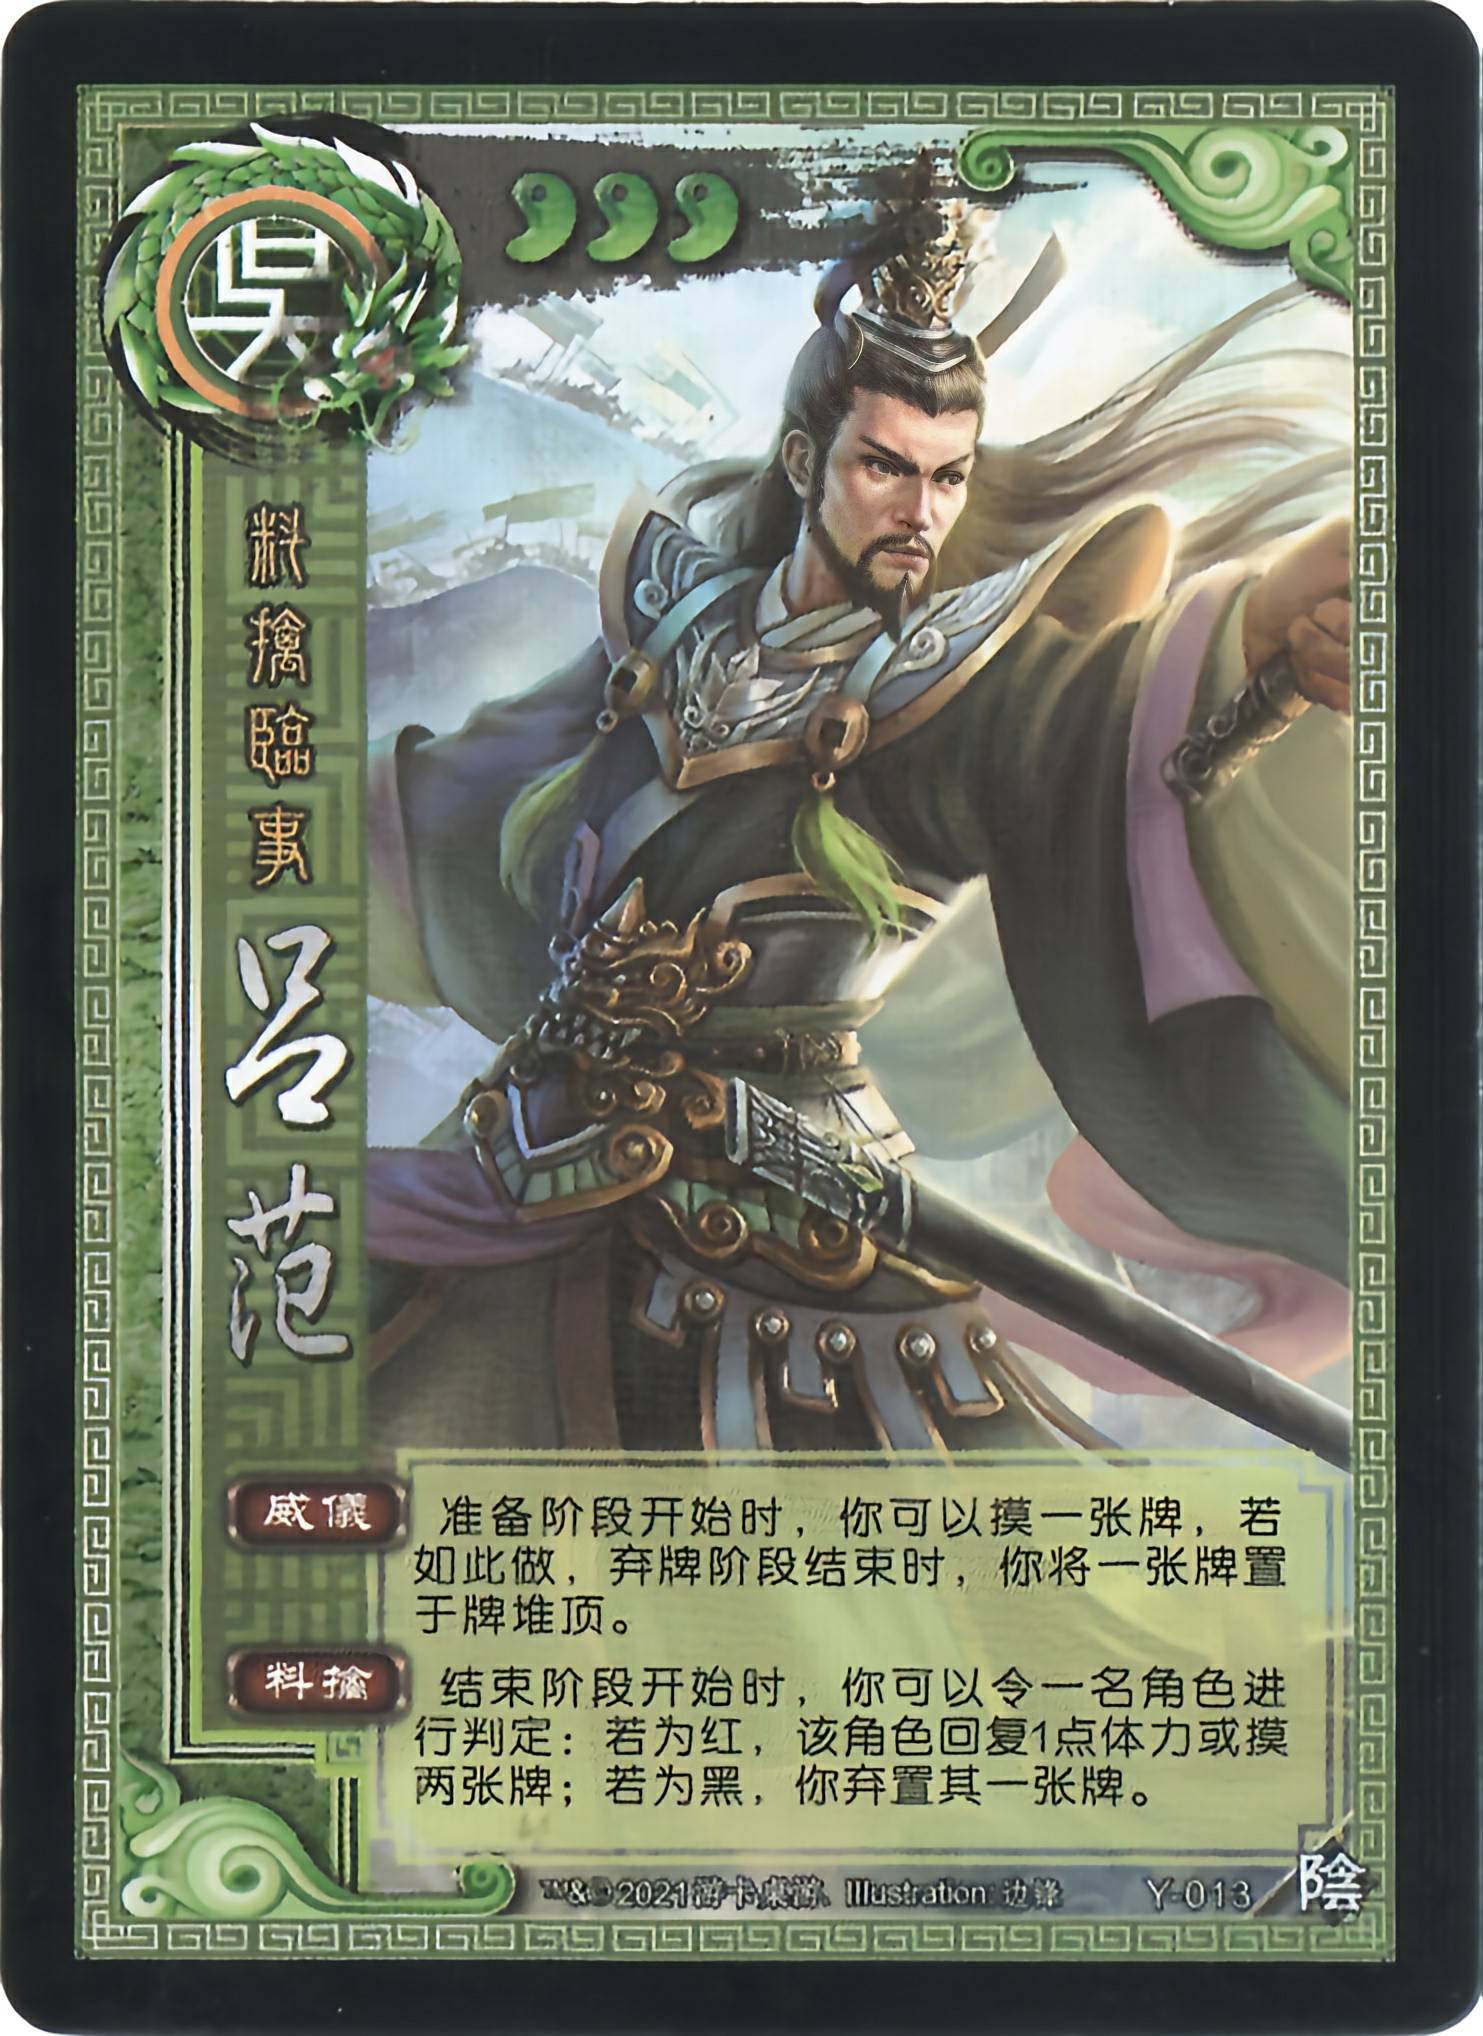 吴
料擒臨事
吕范
威儀
准备阶段开始时，你可以摸一张牌，若
如此做，弃牌阶段结束时，你将一张牌置
于牌堆顶。
料擒
结束阶段开始时，你可以令一名角色进
行判定：若为红，该角色回复1点体力或摸
两张牌；若为黑，你弃置其一张牌。
™&©2021游卡桌游. Illustration:边锋
Y-013
陰